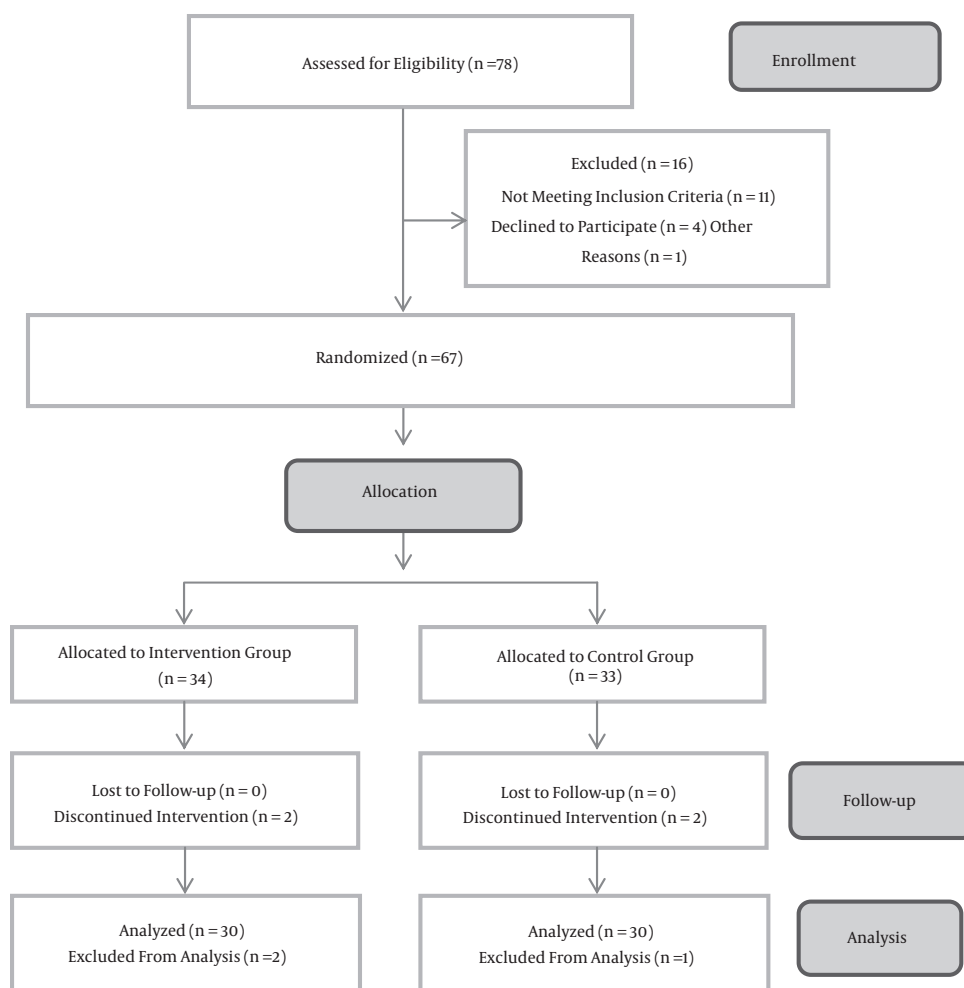 Assessed for Eligibility (n =78)
Enrollment
Excluded (n = 16)
Not Meeting Inclusion Criteria (n = 11)
Declined to Participate (n = 4) Other
Reasons (n = 1)
Randomized (n =67)
Allocation
Allocated to Intervention Group
(n = 34)
Allocated to Control Group
(n = 33)
Lost to Follow-up (n = 0)
Discontinued Intervention (n = 2)
Lost to Follow-up (n = 0)
Discontinued Intervention (n = 2)
Follow-up
Analyzed (n = 30)
Excluded From Analysis (n =2)
Analyzed (n = 30)
Excluded From Analysis (n =1)
Analysis